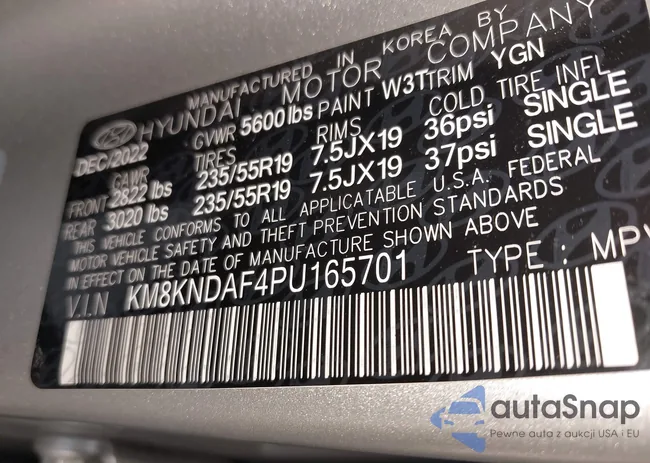 MANUFACTURED IN KOREA BY
HYUNDAI MOTOR COMPANY
DEC/2022 GVWR 5600 lbs PAINT W3T TRIM YGN
GAWR TIRES RIMS COLD TIRE INFL
FRONT 2822 lbs 235/55R19 7.5JX19 36psi SINGLE
REAR 3020 lbs 235/55R19 7.5JX19 37psi SINGLE
THIS VEHICLE CONFORMS TO ALL APPLICATABLE U.S.A. FEDERAL
MOTOR VEHICLE SAFETY AND THEFT PREVENTION STANDARDS
IN EFFECT ON THE DATE OF MANUFACTURE SHOWN ABOVE
V.I.N KM8KNDAF4PU165701 TYPE : MPV
autaSnap
Pewne auta z aukcji USA i EU